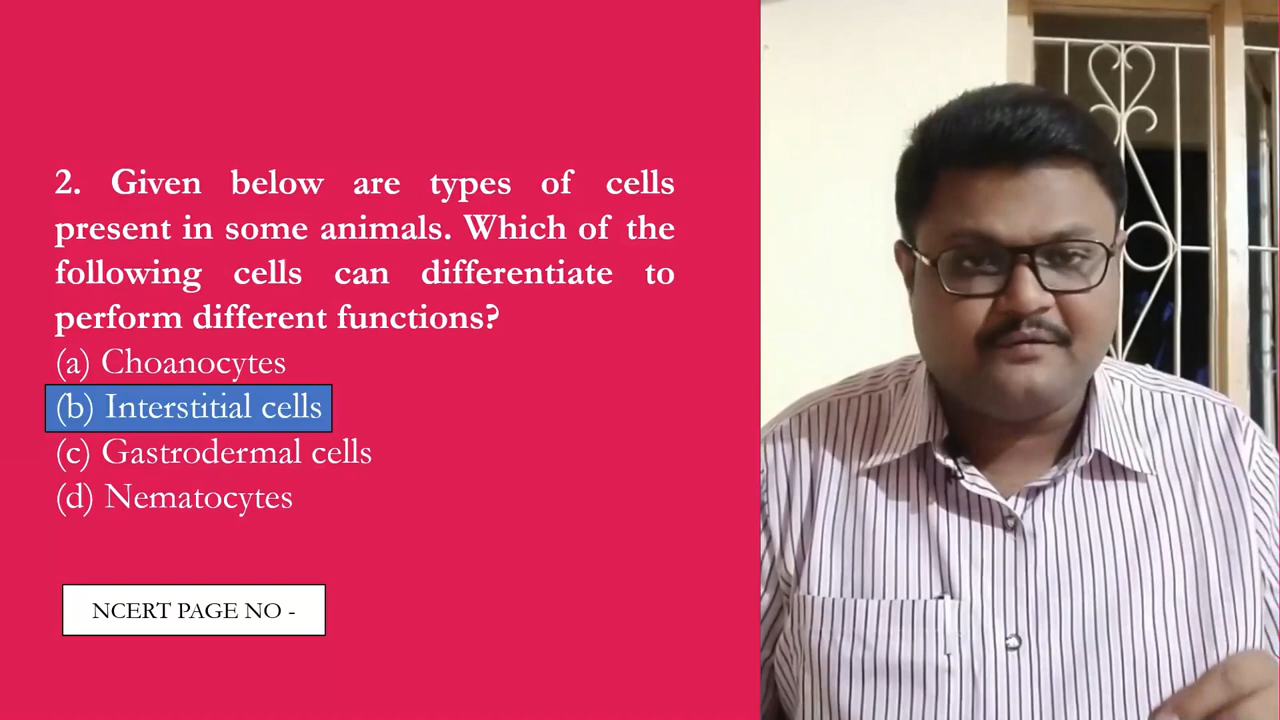 2. Given below are types of cells
present in some animals. Which of the
following cells can differentiate to
perform different functions?
(a) Choanocytes
(b) Interstitial cells
(c) Gastrodermal cells
(d) Nematocytes
NCERT PAGE NO -